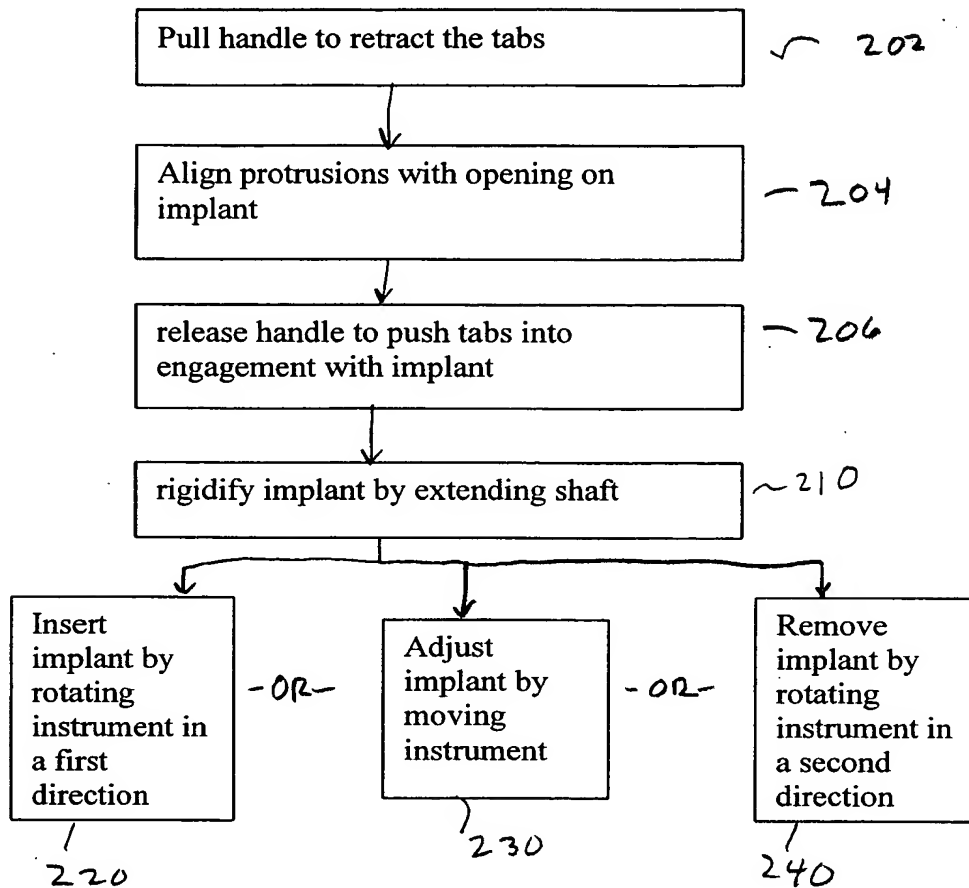 Pull handle to retract the tabs
202
Align protrusions with opening on
implant
204
release handle to push tabs into
engagement with implant
206
rigidify implant by extending shaft
210
Insert
implant by
rotating
instrument in
a first
direction
-OR-
Adjust
implant by
moving
instrument
-OR-
Remove
implant by
rotating
instrument in
a second
direction
220
230
240